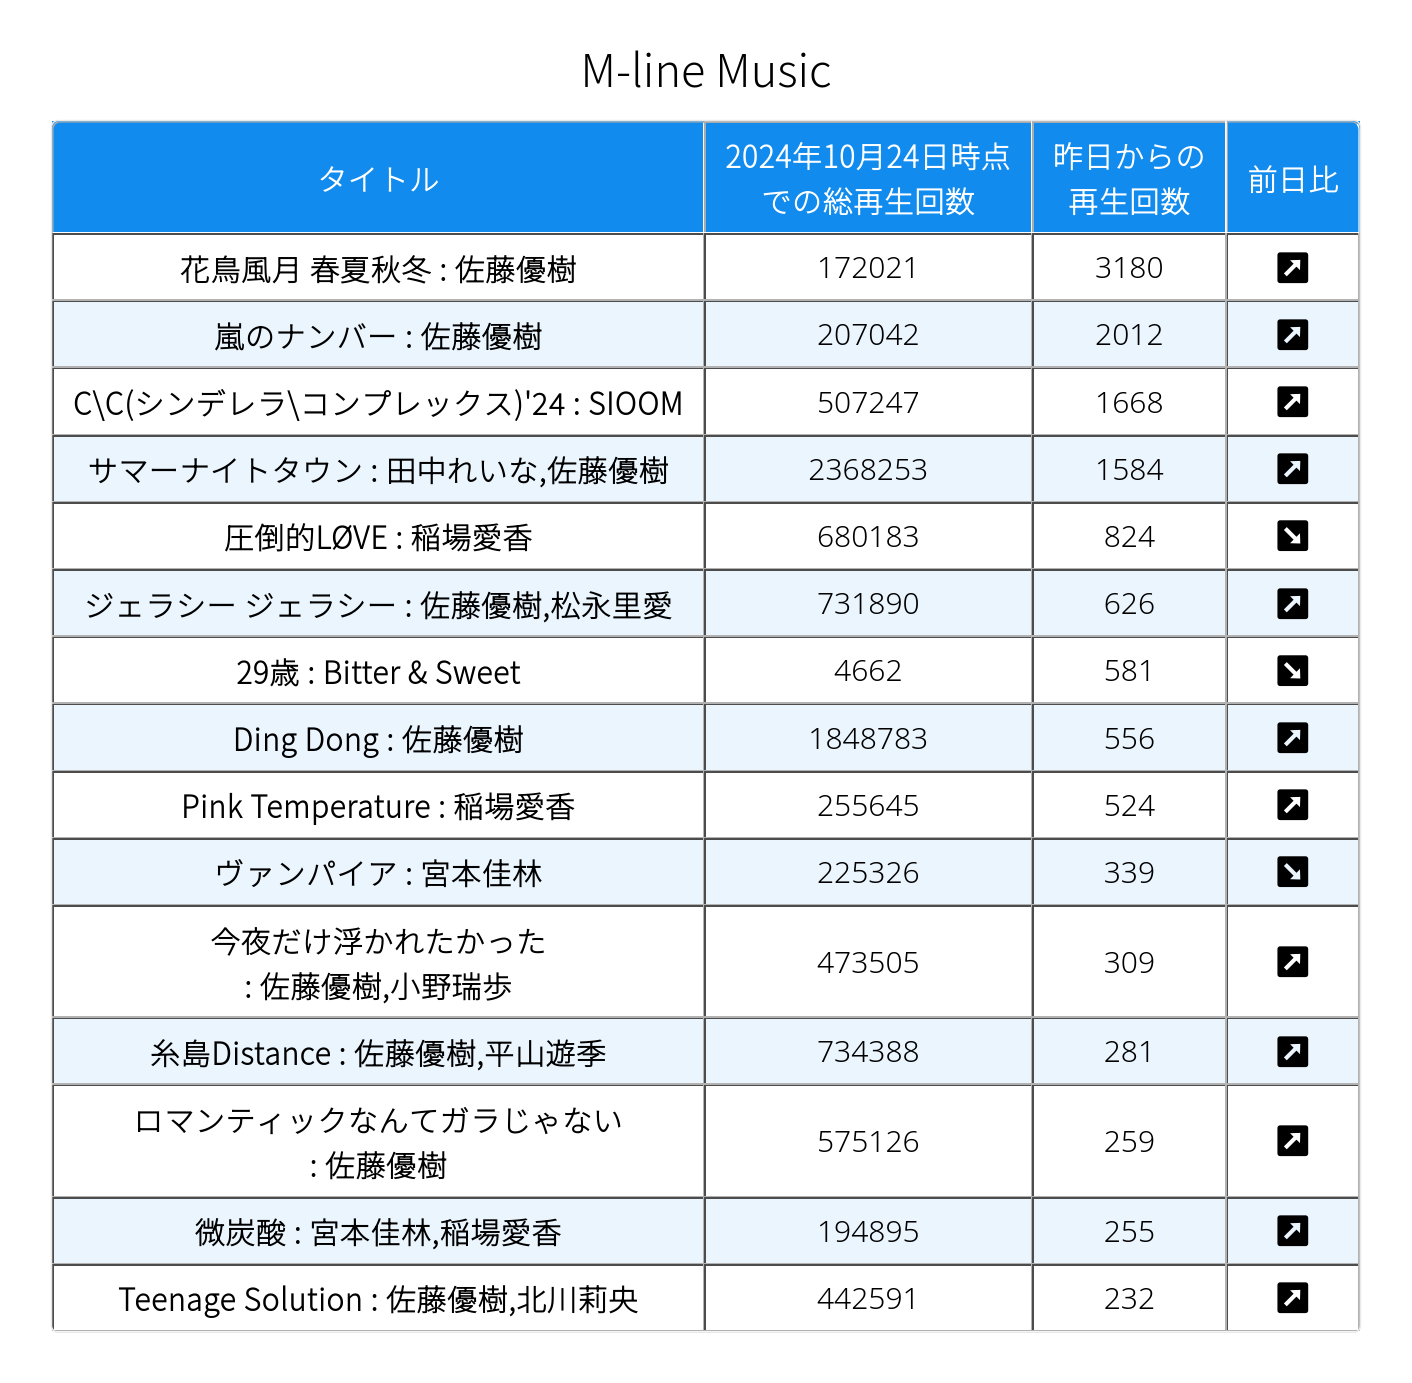 M-line Music
タイトル 2024年10月24日時点での総再生回数 昨日からの再生回数 前日比
花鳥風月 春夏秋冬 : 佐藤優樹 172021 3180 ↗
嵐のナンバー : 佐藤優樹 207042 2012 ↗
C\C(シンデレラ\コンプレックス)'24 : SIOOM 507247 1668 ↗
サマーナイトタウン : 田中れいな,佐藤優樹 2368253 1584 ↗
圧倒的LØVE : 稲場愛香 680183 824 ↘
ジェラシー ジェラシー : 佐藤優樹,松永里愛 731890 626 ↗
29歳 : Bitter & Sweet 4662 581 ↘
Ding Dong : 佐藤優樹 1848783 556 ↗
Pink Temperature : 稲場愛香 255645 524 ↗
ヴァンパイア : 宮本佳林 225326 339 ↘
今夜だけ浮かれたかった
: 佐藤優樹,小野瑞歩 473505 309 ↗
糸島Distance : 佐藤優樹,平山遊季 734388 281 ↗
ロマンティックなんてガラじゃない
: 佐藤優樹 575126 259 ↗
微炭酸 : 宮本佳林,稲場愛香 194895 255 ↗
Teenage Solution : 佐藤優樹,北川莉央 442591 232 ↗